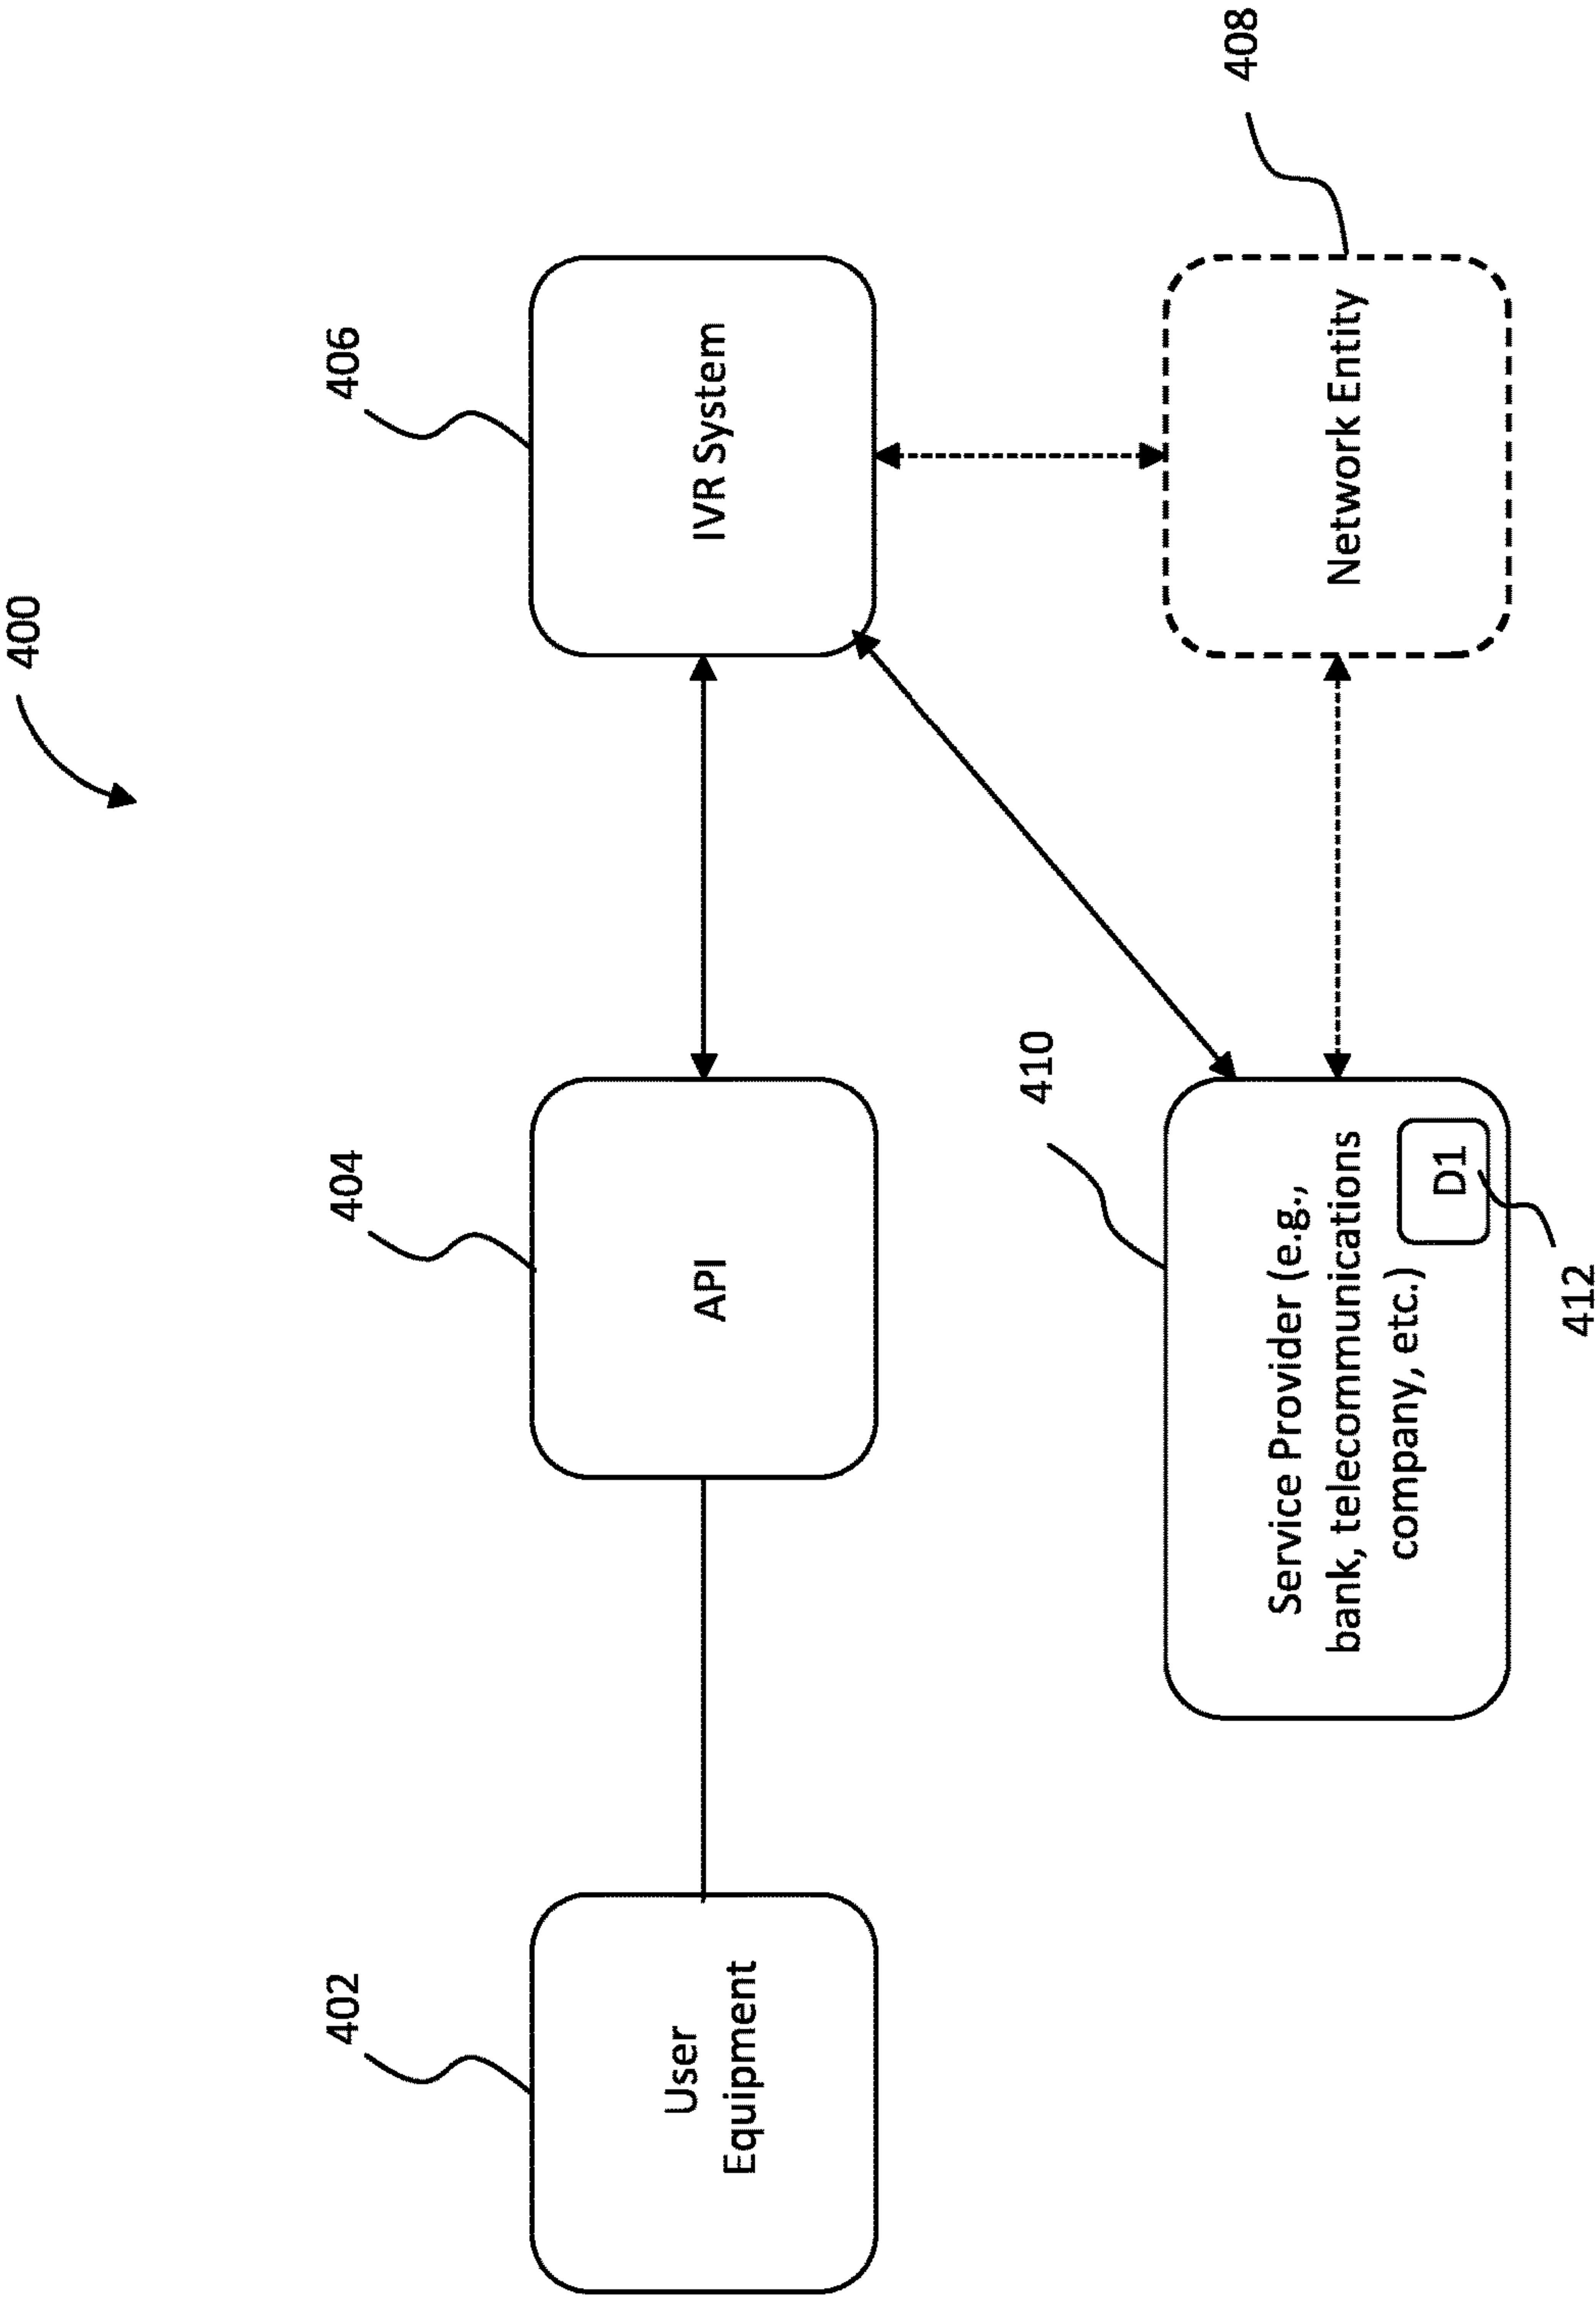 400
402
User
Equipment
404
API
406
IVR System
410
Service Provider (e.g.,
bank, telecommunications
company, etc.)
D1
412
408
Network Entity